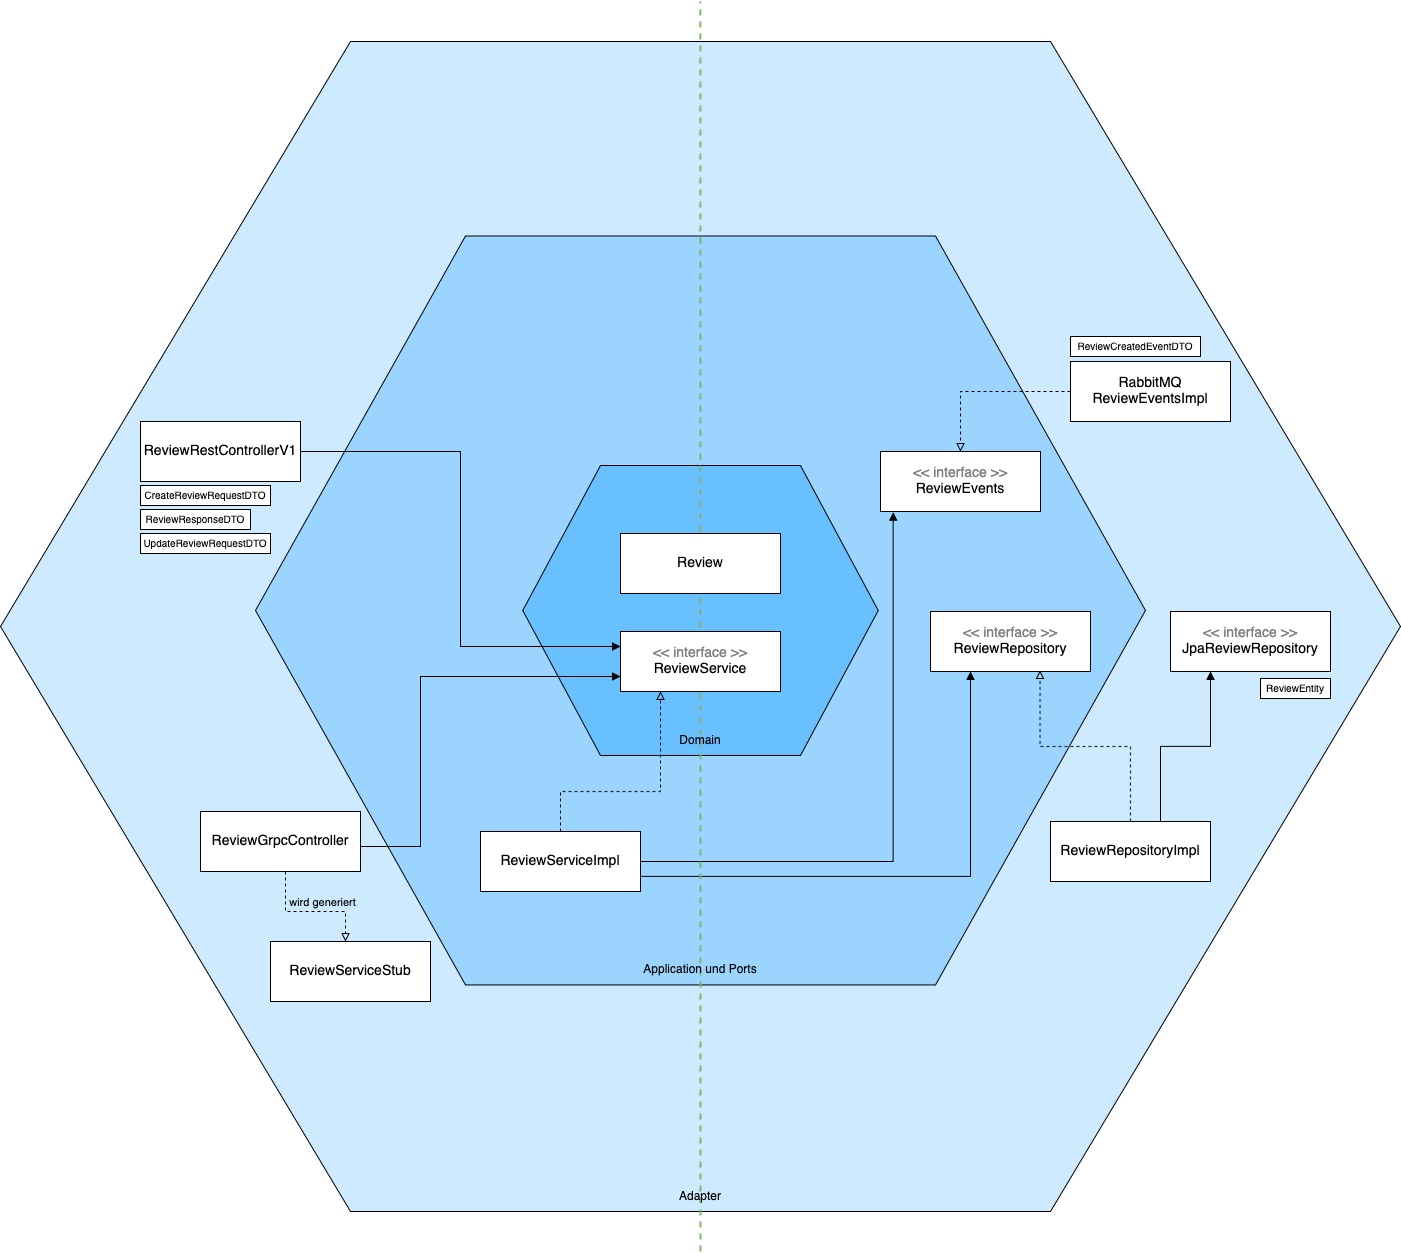 ReviewCreatedEventDTO
RabbitMQ
ReviewEventsImpl
ReviewRestControllerV1
CreateReviewRequestDTO
ReviewResponseDTO
UpdateReviewRequestDTO
<< interface >>
ReviewEvents
Review
<< interface >>
ReviewService
<< interface >>
ReviewRepository
<< interface >>
JpaReviewRepository
ReviewEntity
Domain
ReviewGrpcController
ReviewServiceImpl
ReviewRepositoryImpl
wird generiert
ReviewServiceStub
Application und Ports
Adapter